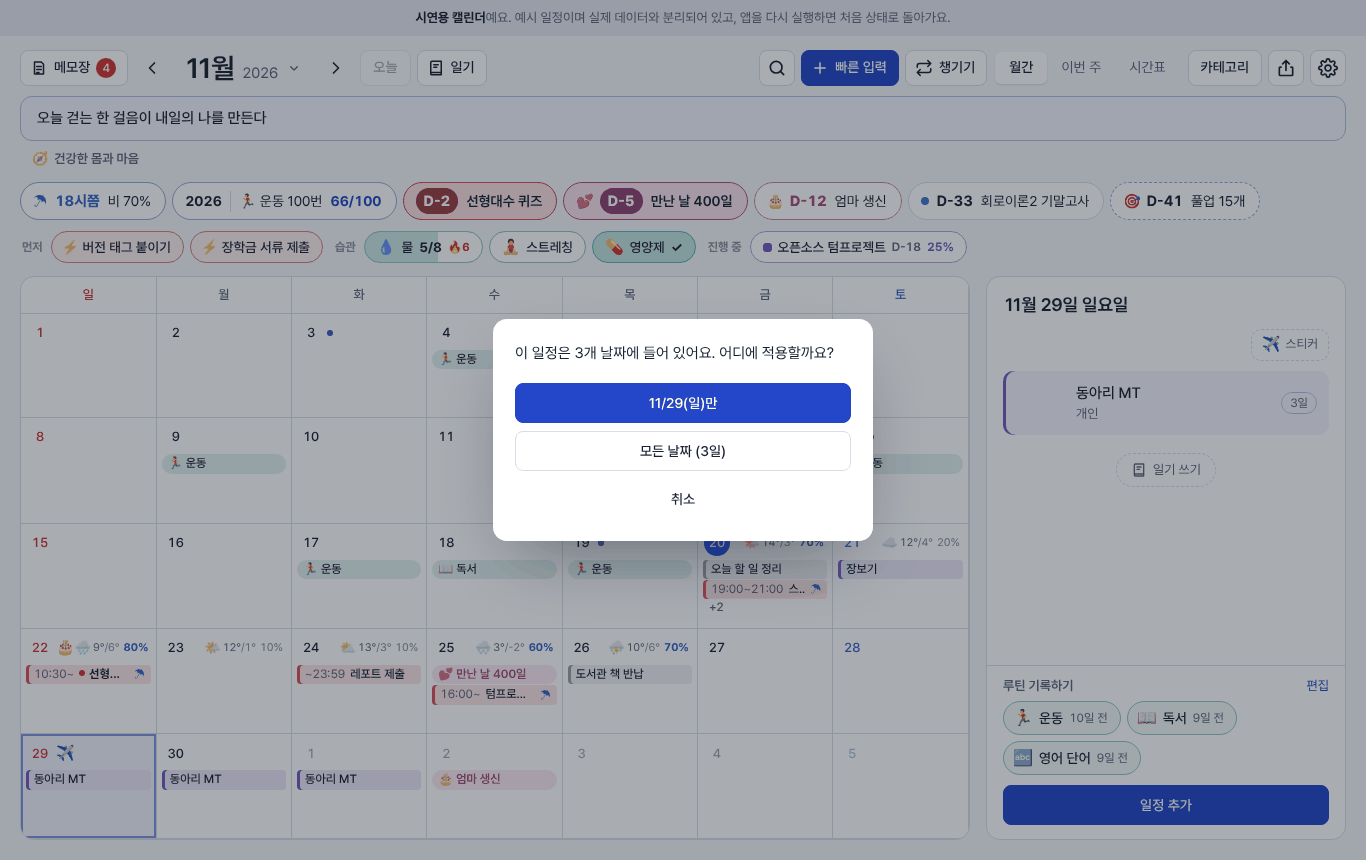 시연용 캘린더예요. 예시 일정이며 실제 데이터와 분리되어 있고, 앱을 다시 실행하면 처음 상태로 돌아가요.
메모장 4 11월 2026 오늘 일기 빠른 입력 챙기기 월간 이번 주 시간표 카테고리
오늘 걷는 한 걸음이 내일의 나를 만든다
건강한 몸과 마음
18시쯤 비 70% 2026 운동 100번 66/100 D-2 선형대수 퀴즈 D-5 만난 날 400일 D-12 엄마 생신 D-33 회로이론2 기말고사 D-41 풀업 15개
먼저 버전 태그 붙이기 장학금 서류 제출 습관 물 5/8 6 스트레칭 영양제 진행 중 오픈소스 텀프로젝트 D-18 25%
일 월 화 수 목 금 토
1 2 3 4
운동
8 9 10 11
운동
15 16 17 18 19 20 14°/3° 70% 21 12°/4° 20%
운동 독서 운동 오늘 할 일 정리 장보기
19:00~21:00 스..
+2
22 9°/6° 80% 23 12°/1° 10% 24 13°/3° 10% 25 3°/-2° 60% 26 10°/6° 70% 27 28
10:30~ 선형... ~23:59 레포트 제출 만난 날 400일 도서관 책 반납
16:00~ 텀프로...
29 30 1 2 3 4 5
동아리 MT 동아리 MT 동아리 MT 엄마 생신
이 일정은 3개 날짜에 들어 있어요. 어디에 적용할까요?
11/29(일)만
모든 날짜 (3일)
취소
11월 29일 일요일
스티커
동아리 MT
개인
3일
일기 쓰기
루틴 기록하기 편집
운동 10일 전 독서 9일 전
abc 영어 단어 9일 전
일정 추가